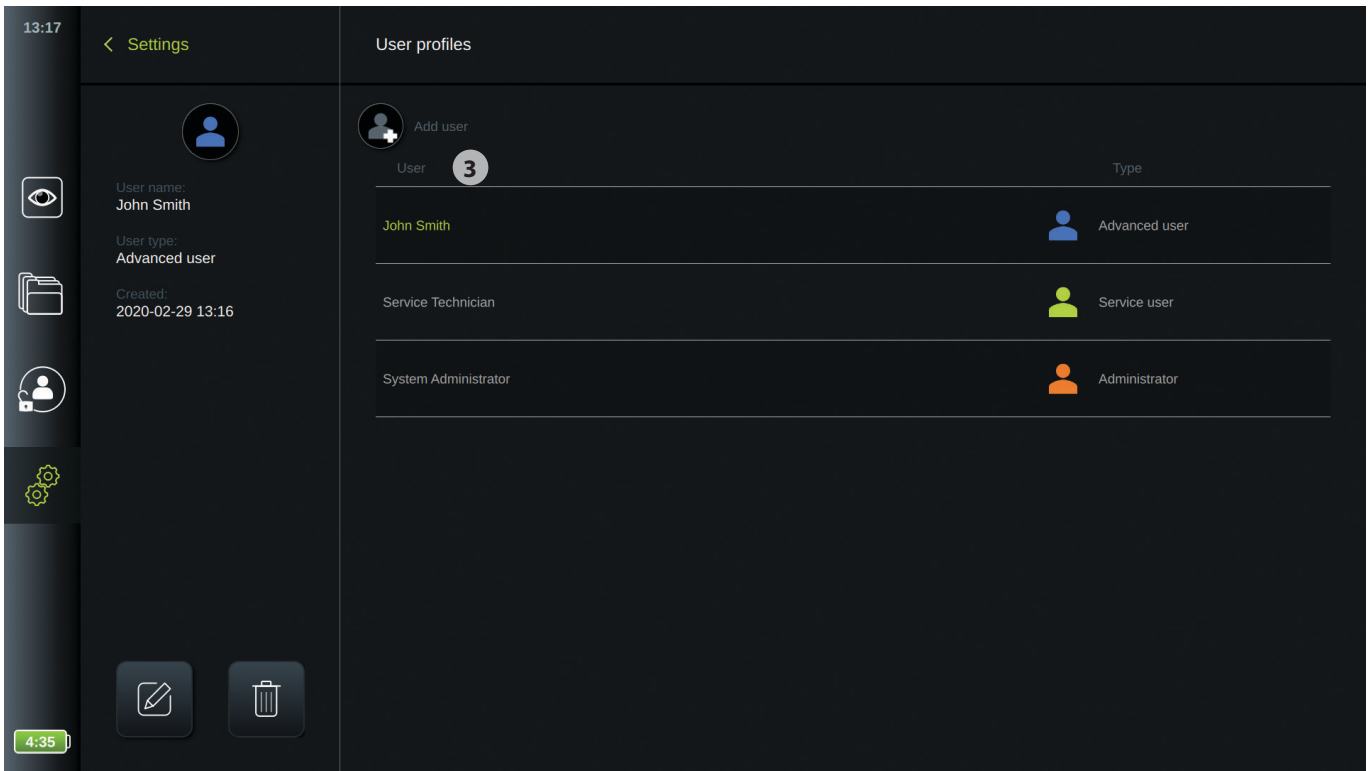 13:17
Settings
User profiles
Add user
User
3
Type
User name:
John Smith
User type:
Advanced user
Created:
2020-02-29 13:16
John Smith
Advanced user
Service Technician
Service user
System Administrator
Administrator
4:35